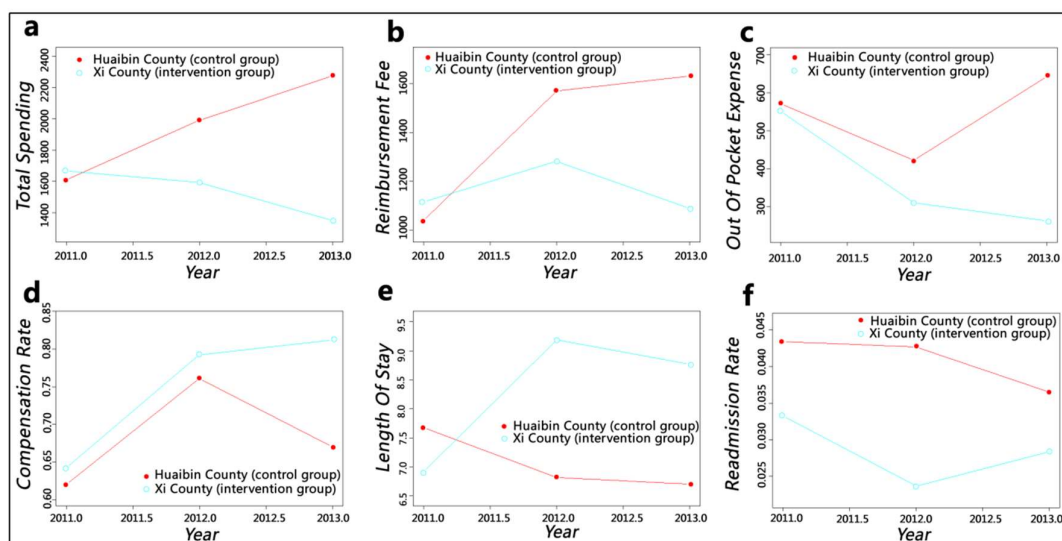 a
Huaibin County (control group)
Xi County (intervention group)
Total Spending
2400
2200
2000
1800
1600
1400
2011.0 2011.5 2012.0 2012.5 2013.0
Year
b
Huaibin County (control group)
Xi County (intervention group)
Reimbursement Fee
1600
1400
1200
1000
2011.0 2011.5 2012.0 2012.5 2013.0
Year
c
Huaibin County (control group)
Xi County (intervention group)
Out Of Pocket Expense
700
600
500
400
300
2011.0 2011.5 2012.0 2012.5 2013.0
Year
d
Huaibin County (control group)
Xi County (intervention group)
Compensation Rate
0.85
0.80
0.75
0.70
0.65
0.60
2011.0 2011.5 2012.0 2012.5 2013.0
Year
e
Huaibin County (control group)
Xi County (intervention group)
Length Of Stay
9.5
9.0
8.5
8.0
7.5
7.0
6.5
2011.0 2011.5 2012.0 2012.5 2013.0
Year
f
Huaibin County (control group)
Xi County (intervention group)
Readmission Rate
0.045
0.040
0.035
0.030
0.025
2011.0 2011.5 2012.0 2012.5 2013.0
Year